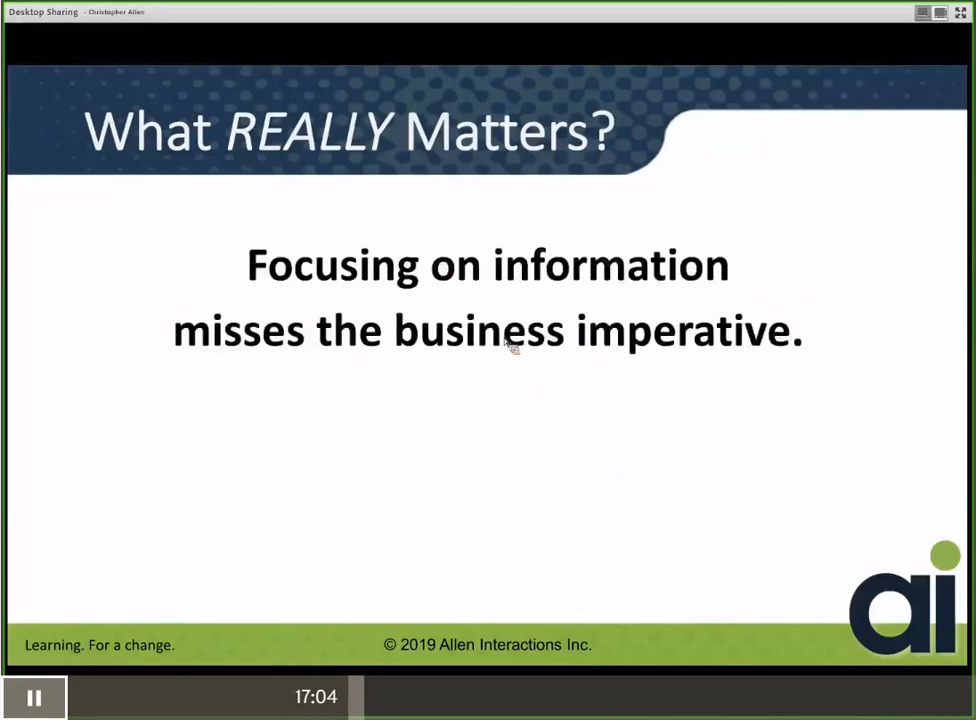 Desktop Sharing - Christopher Allen
What REALLY Matters?
Focusing on information
misses the business imperative.
ai
Learning. For a change.
© 2019 Allen Interactions Inc.
17:04